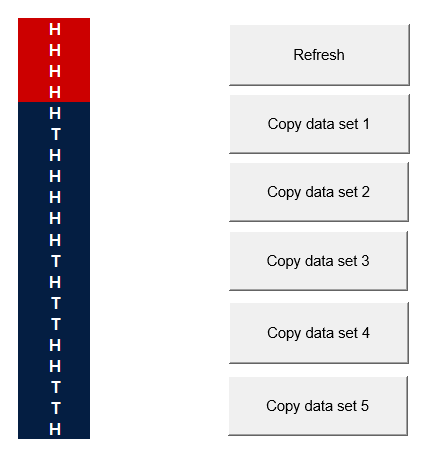 H
H
H
H
H
T
H
H
H
H
H
T
H
T
T
H
H
T
T
H
Refresh
Copy data set 1
Copy data set 2
Copy data set 3
Copy data set 4
Copy data set 5